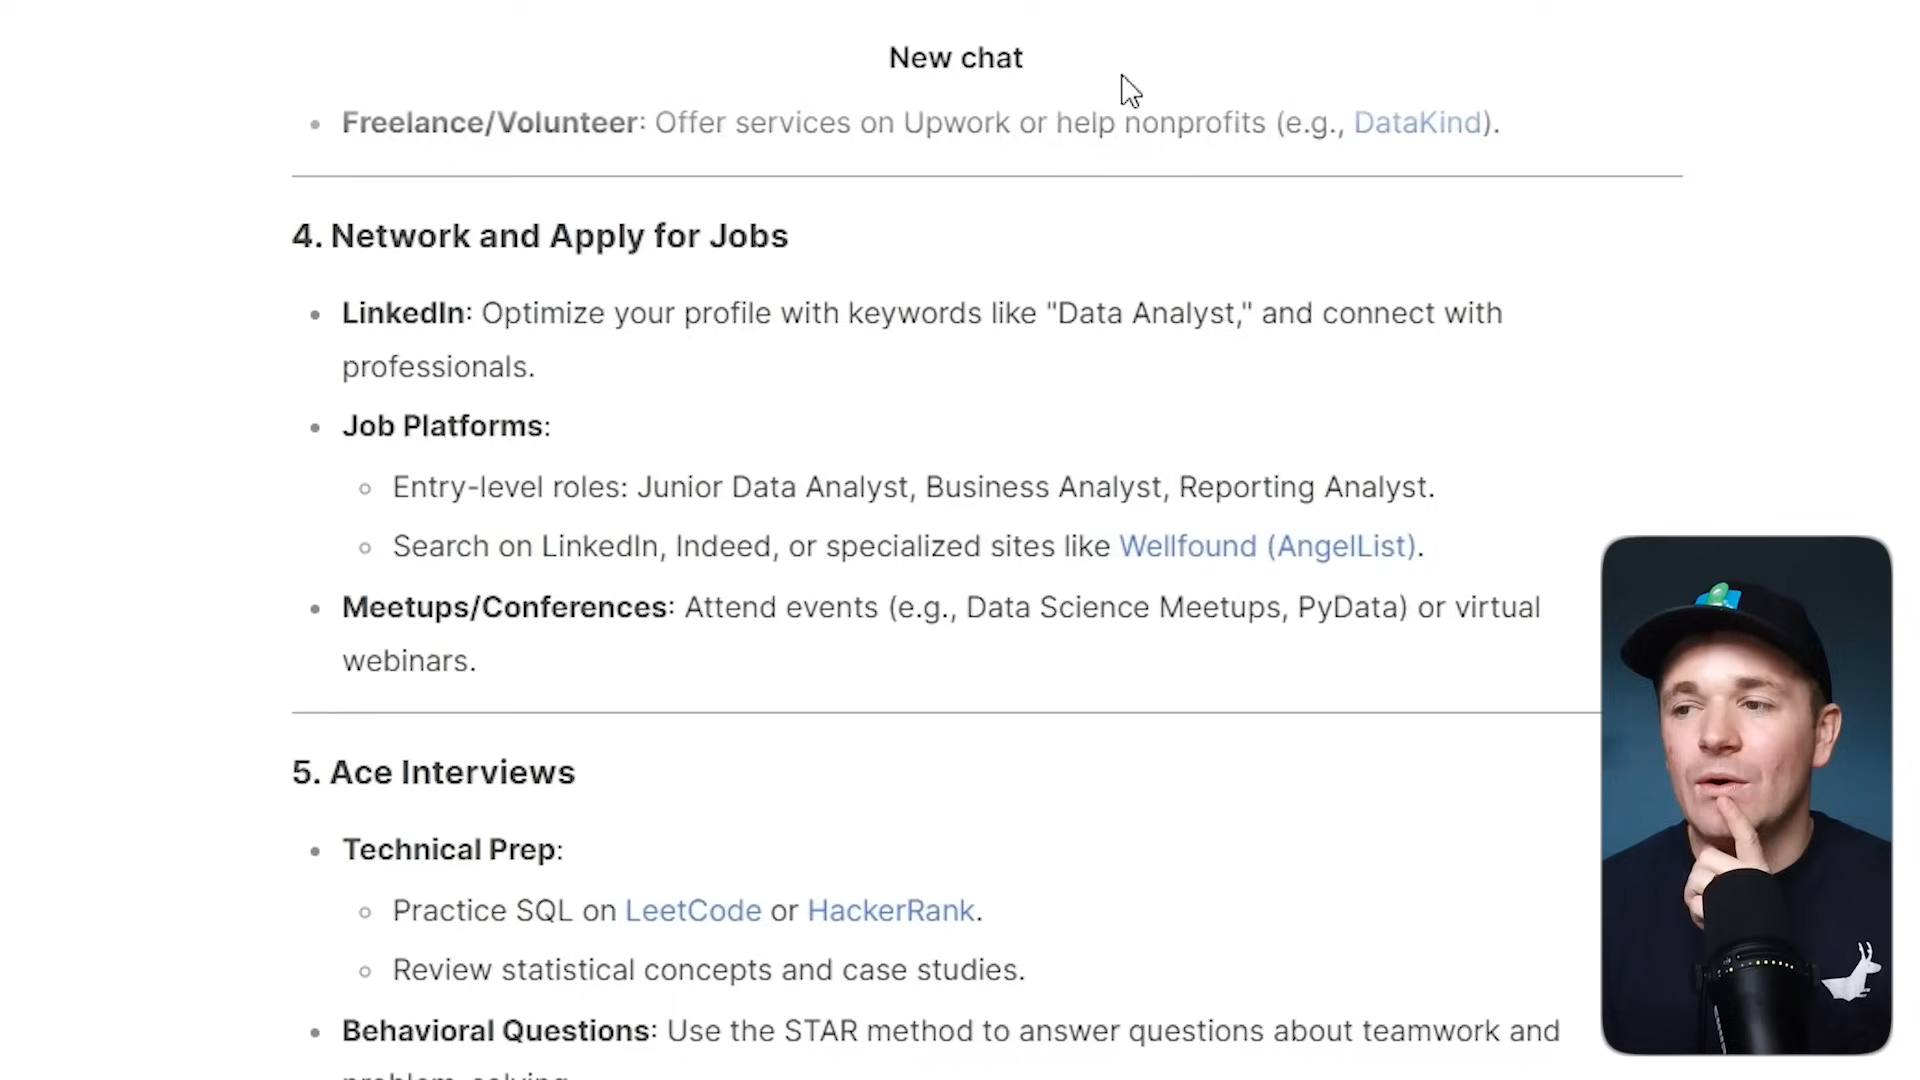 New chat
Freelance/Volunteer: Offer services on Upwork or help nonprofits (e.g., DataKind).
4. Network and Apply for Jobs
LinkedIn: Optimize your profile with keywords like "Data Analyst," and connect with
professionals.
Job Platforms:
Entry-level roles: Junior Data Analyst, Business Analyst, Reporting Analyst.
Search on LinkedIn, Indeed, or specialized sites like Wellfound (AngelList).
Meetups/Conferences: Attend events (e.g., Data Science Meetups, PyData) or virtual
webinars.
5. Ace Interviews
Technical Prep:
Practice SQL on LeetCode or HackerRank.
Review statistical concepts and case studies.
Behavioral Questions: Use the STAR method to answer questions about teamwork and
problem-solving.